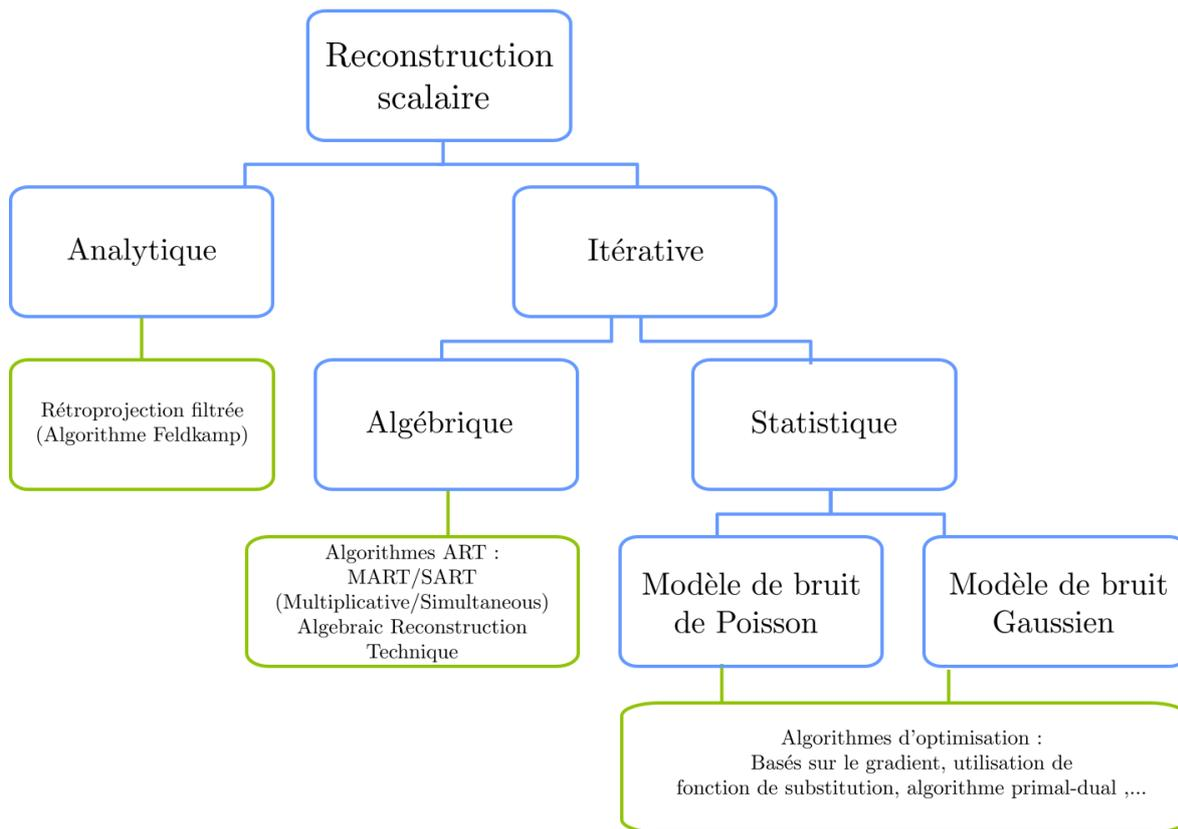 Reconstruction
scalaire
Analytique
Itérative
Rétroprojection filtrée
(Algorithme Feldkamp)
Algébrique
Statistique
Algorithmes ART :
MART/SART
(Multiplicative/Simultaneous)
Algebraic Reconstruction
Technique
Modèle de bruit
de Poisson
Modèle de bruit
Gaussien
Algorithmes d'optimisation :
Basés sur le gradient, utilisation de
fonction de substitution, algorithme primal-dual ,...